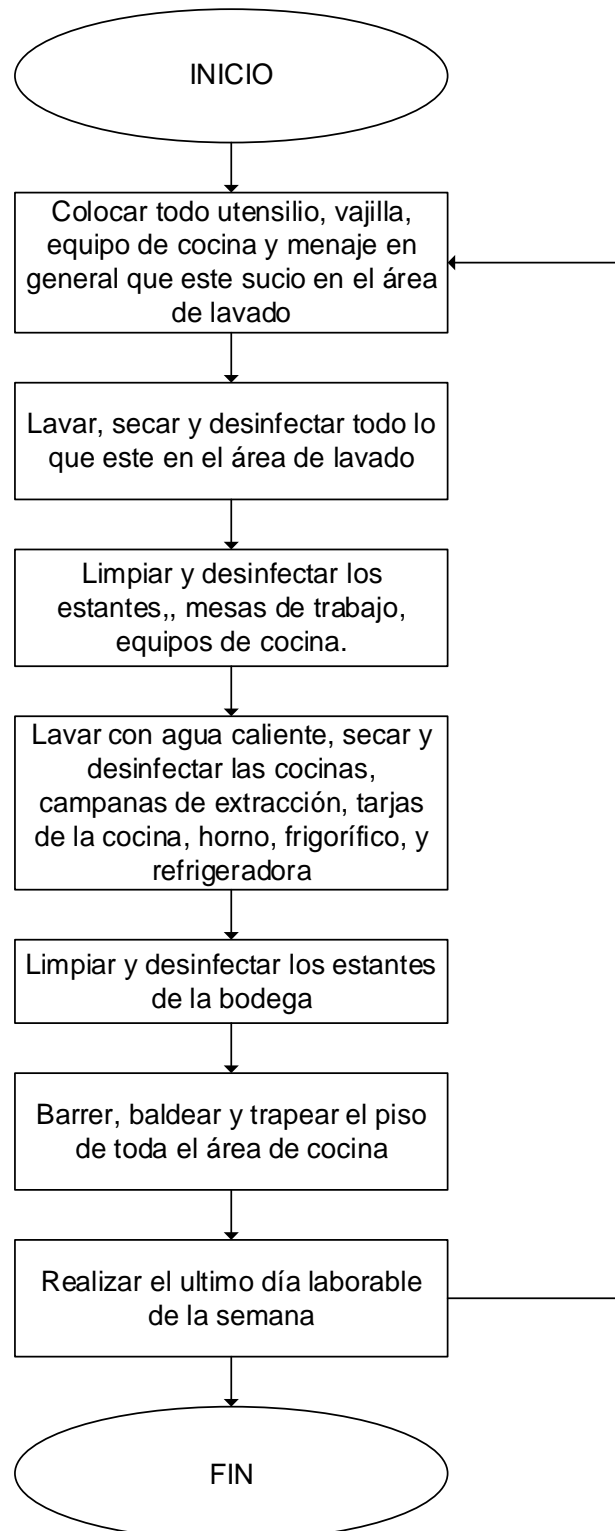 INICIO
Colocar todo utensilio, vajilla,
equipo de cocina y menaje en
general que este sucio en el área
de lavado
Lavar, secar y desinfectar todo lo
que este en el área de lavado
Limpiar y desinfectar los
estantes,, mesas de trabajo,
equipos de cocina.
Lavar con agua caliente, secar y
desinfectar las cocinas,
campanas de extracción, tarjas
de la cocina, horno, frigorífico, y
refrigeradora
Limpiar y desinfectar los estantes
de la bodega
Barrer, baldear y trapear el piso
de toda el área de cocina
Realizar el ultimo día laborable
de la semana
FIN